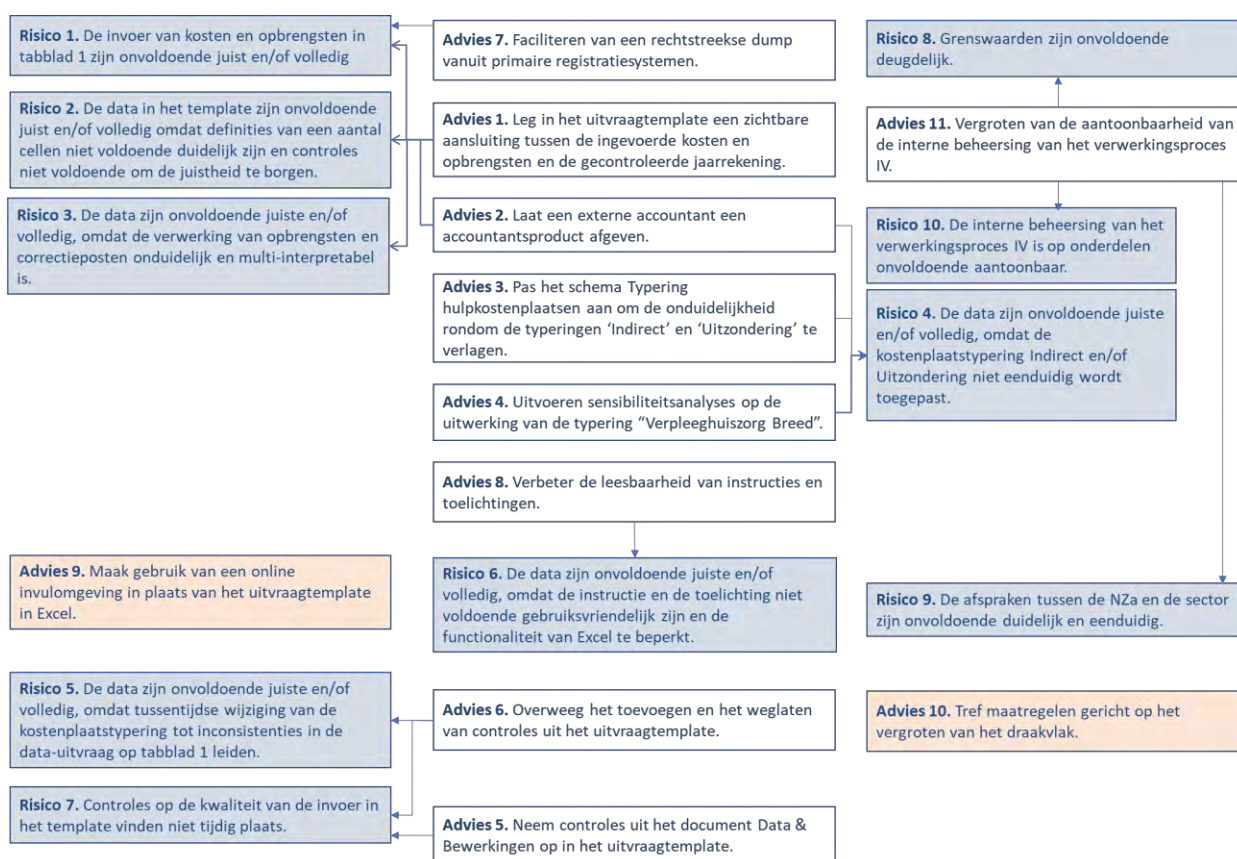 Risico 1. De invoer van kosten en opbrengsten in
tabblad 1 zijn onvoldoende juist en/of volledig
Risico 2. De data in het template zijn onvoldoende
juist en/of volledig omdat definities van een aantal
cellen niet voldoende duidelijk zijn en controles
niet voldoende om de juistheid te borgen.
Risico 3. De data zijn onvoldoende juiste en/of
volledig, omdat de verwerking van opbrengsten en
correctieposten onduidelijk en multi-interpretabel
is.
Advies 9. Maak gebruik van een online
invulomgeving in plaats van het uitvraagtemplate
in Excel.
Risico 5. De data zijn onvoldoende juiste en/of
volledig, omdat tussentijdse wijziging van de
kostenplaatstypering tot inconsistenties in de
data-uitvraag op tabblad 1 leiden.
Risico 7. Controles op de kwaliteit van de invoer in
het template vinden niet tijdig plaats.
Advies 7. Faciliteren van een rechtstreekse dump
vanuit primaire registratiesystemen.
Advies 1. Leg in het uitvraagtemplate een zichtbare
aansluiting tussen de ingevoerde kosten en
opbrengsten en de gecontroleerde jaarrekening.
Advies 2. Laat een externe accountant een
accountantsproduct afgeven.
Advies 3. Pas het schema Typering
hulpkostenplaatsen aan om de onduidelijkheid
rondom de typeringen ‘Indirect’ en ‘Uitzondering’ te
verlagen.
Advies 4. Uitvoeren sensibiliteitsanalyses op de
uitwerking van de typering “Verpleeghuiszorg Breed”.
Advies 8. Verbeter de leesbaarheid van instructies en
toelichtingen.
Risico 6. De data zijn onvoldoende juiste en/of
volledig, omdat de instructie en de toelichting niet
voldoende gebruiksvriendelijk zijn en de
functionaliteit van Excel te beperkt.
Advies 6. Overweeg het toevoegen en het weglaten
van controles uit het uitvraagtemplate.
Advies 5. Neem controles uit het document Data &
Bewerkingen op in het uitvraagtemplate.
Risico 8. Grenswaarden zijn onvoldoende
deugdelijk.
Advies 11. Vergroten van de aantoonbaarheid van
de interne beheersing van het verwerkingsproces
IV.
Risico 10. De interne beheersing van het
verwerkingsproces IV is op onderdelen
onvoldoende aantoonbaar.
Risico 4. De data zijn onvoldoende juiste
en/of volledig, omdat de
kostenplaatstypering Indirect en/of
Uitzondering niet eenduidig wordt
toegepast.
Risico 9. De afspraken tussen de NZa en de sector
zijn onvoldoende duidelijk en eenduidig.
Advies 10. Tref maatregelen gericht op het
vergroten van het draakvlak.